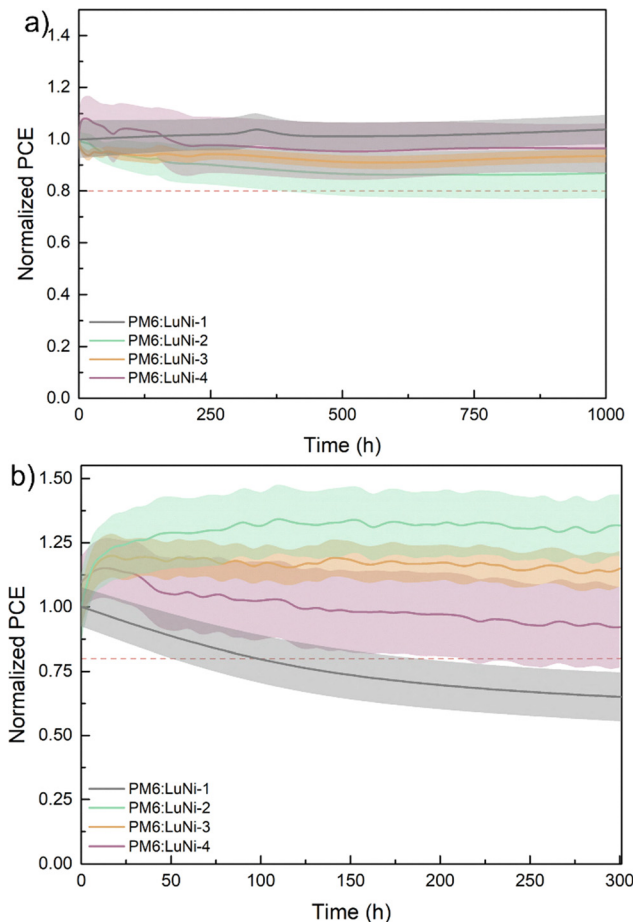 a)
Normalized PCE
1.4
1.2
1.0
0.8
0.6
0.4
0.2
0.0
PM6:LuNi-1
PM6:LuNi-2
PM6:LuNi-3
PM6:LuNi-4
0 250 500 750 1000
Time (h)
b)
Normalized PCE
1.50
1.25
1.00
0.75
0.50
0.25
0.00
PM6:LuNi-1
PM6:LuNi-2
PM6:LuNi-3
PM6:LuNi-4
0 50 100 150 200 250 300
Time (h)